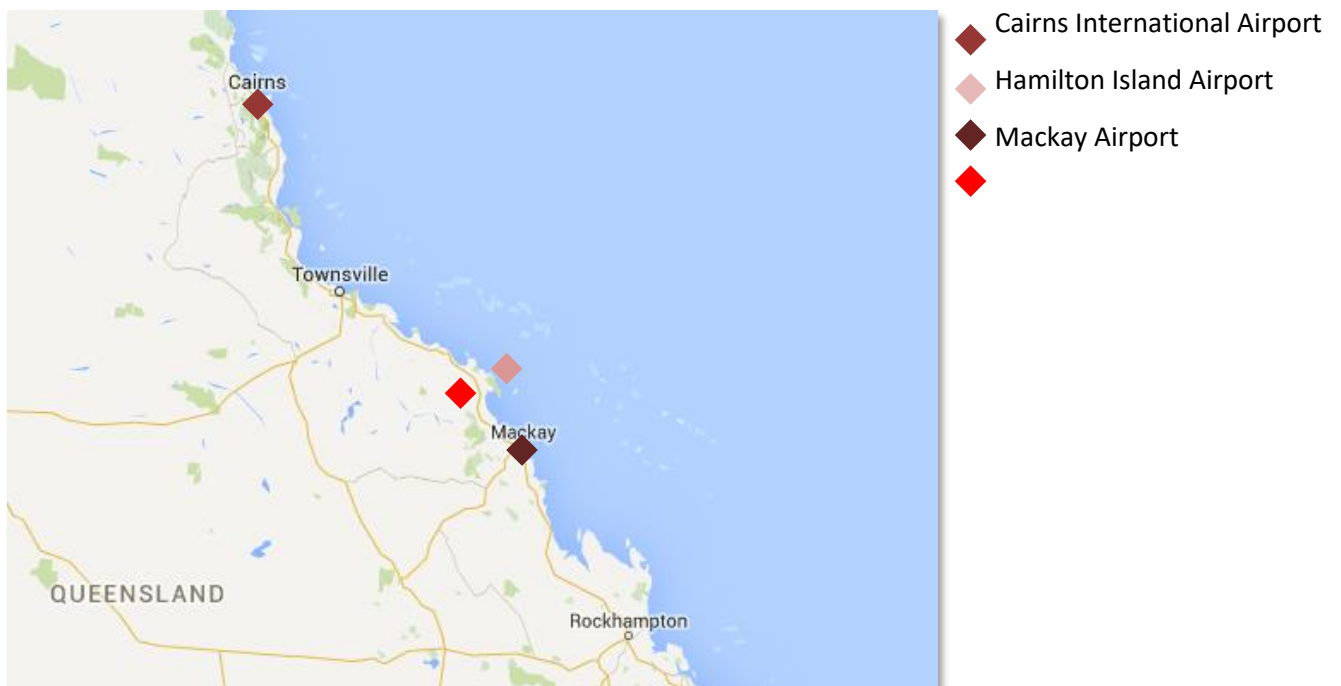 Cairns International Airport
Hamilton Island Airport
Mackay Airport
Cairns
Townsville
Mackay
QUEENSLAND
Rockhampton